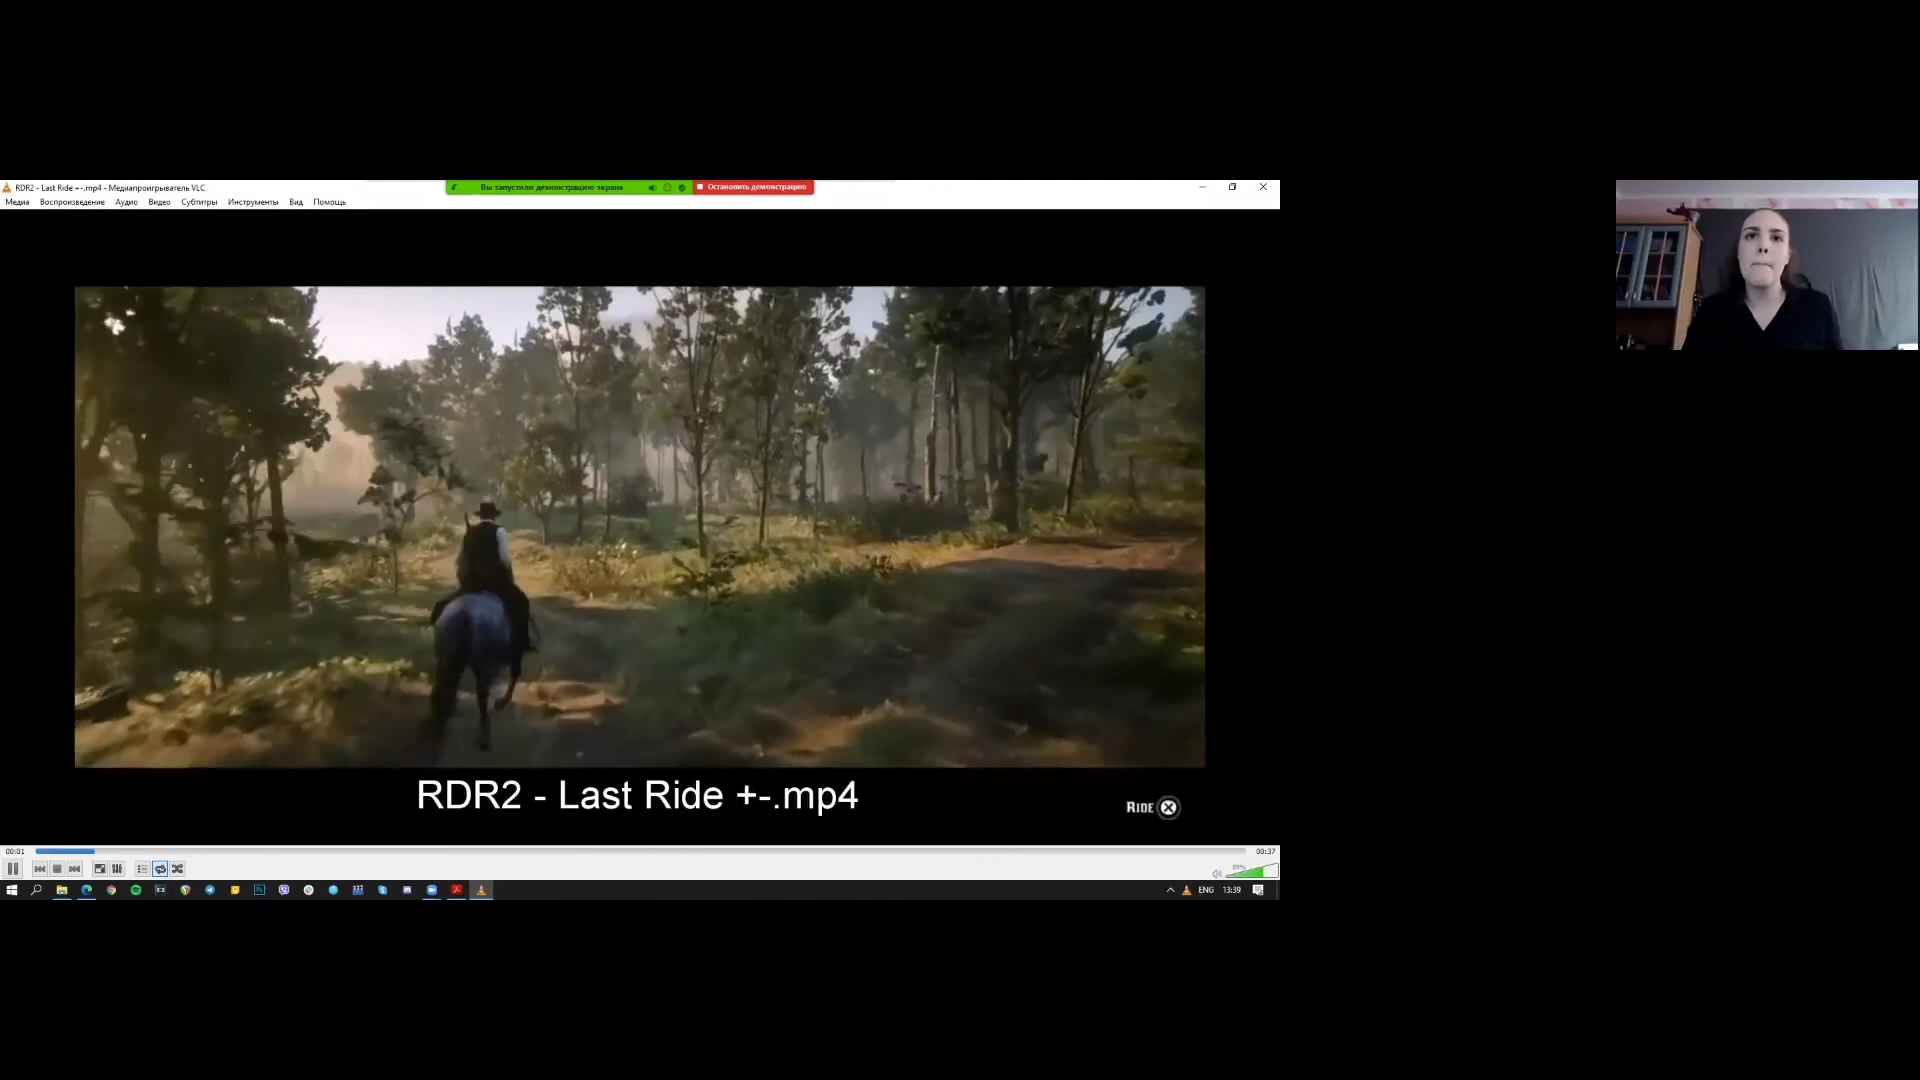 RDR2 - Last Ride +-.mp4 - Медиапроигрыватель VLC
Вы запустили демонстрацию экрана
Остановить демонстрацию
Медиа Воспроизведение Аудио Видео Субтитры Инструменты Вид Помощь
RDR2 - Last Ride +-.mp4
RIDE
00:01
00:37
89%
ENG 13:39